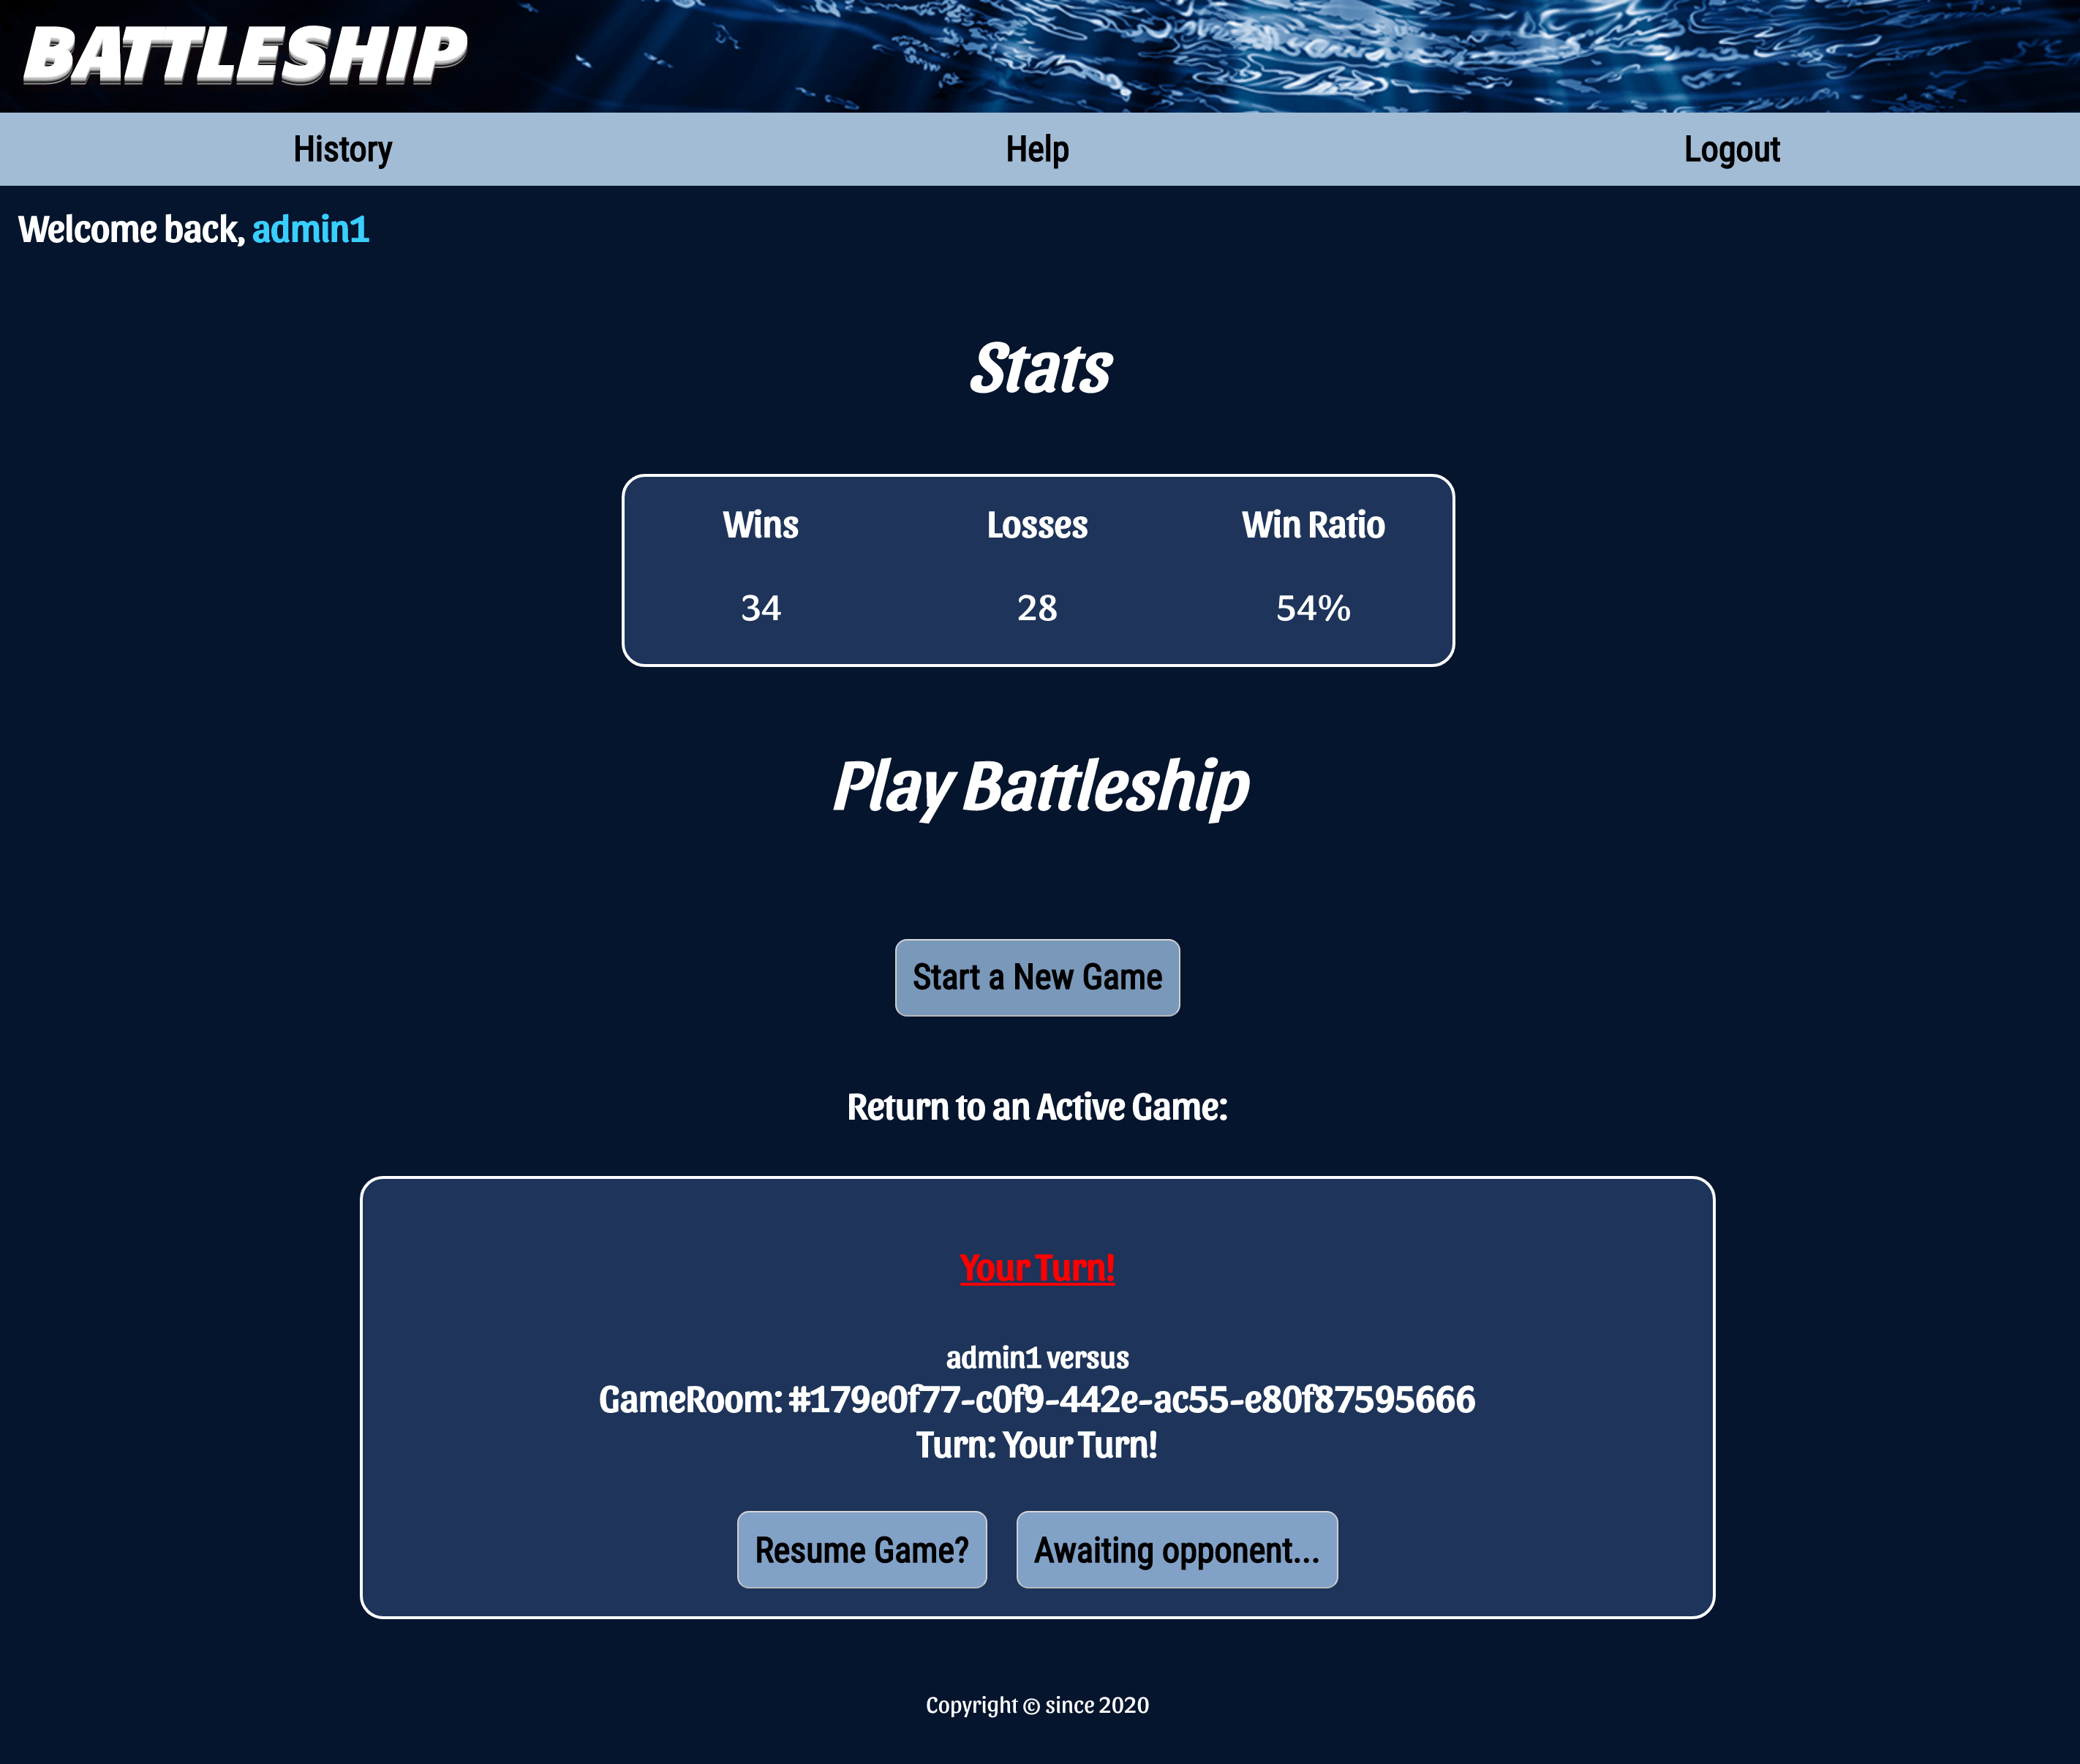 BATTLESHIP
History Help Logout
Welcome back, admin1
Stats
Wins Losses Win Ratio
34 28 54%
Play Battleship
Start a New Game
Return to an Active Game:
Your Turn!
admin1 versus
GameRoom: #179e0f77-c0f9-442e-ac55-e80f87595666
Turn: Your Turn!
Resume Game? Awaiting opponent...
Copyright © since 2020